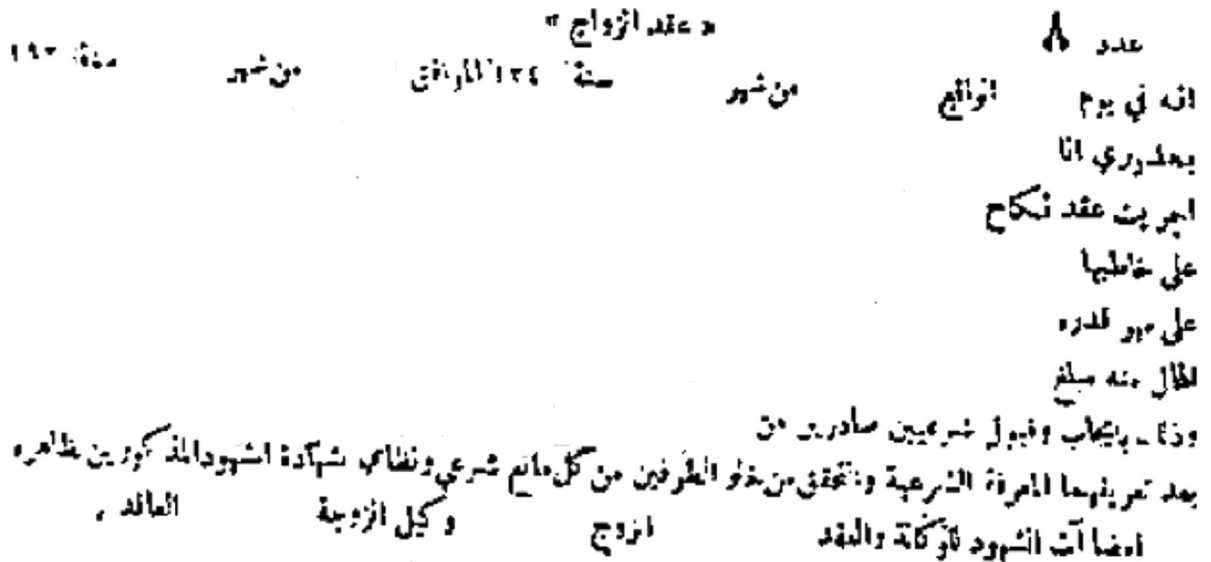 عدد ٨
« عقد الزواج »
انه في يوم الواقع من شهر سنة ١٣٤ الموافق من شهر سنة ١٩٣
بحضوري انا
اجريت عقد نكاح
على خاطبها
على مهر قدره
الحال منه مبلغ
وذلك بايجاب وقبول شرعيين صادرين من
بعد تعريفهما المعرفة الشرعية والتحقق من خلو الطرفين من كل مانع شرعي ونظامي بشهادة الشهود المذكورين بظاهره
امضاآت الشهود بالوكالة والعقد الزوج وكيل الزوجة العاقد